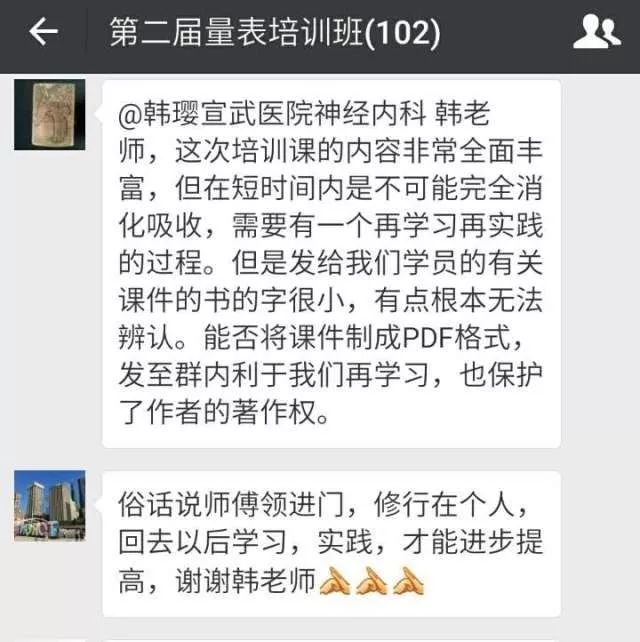 第二届量表培训班(102)
@韩璎宣武医院神经内科 韩老
师，这次培训课的内容非常全面丰
富，但在短时间内是不可能完全消
化吸收，需要有一个再学习再实践
的过程。但是发给我们学员的有关
课件的书的字很小，有点根本无法
辨认。能否将课件制成PDF格式，
发至群内利于我们再学习，也保护
了作者的著作权。
俗话说师傅领进门，修行在个人，
回去以后学习，实践，才能进步提
高，谢谢韩老师